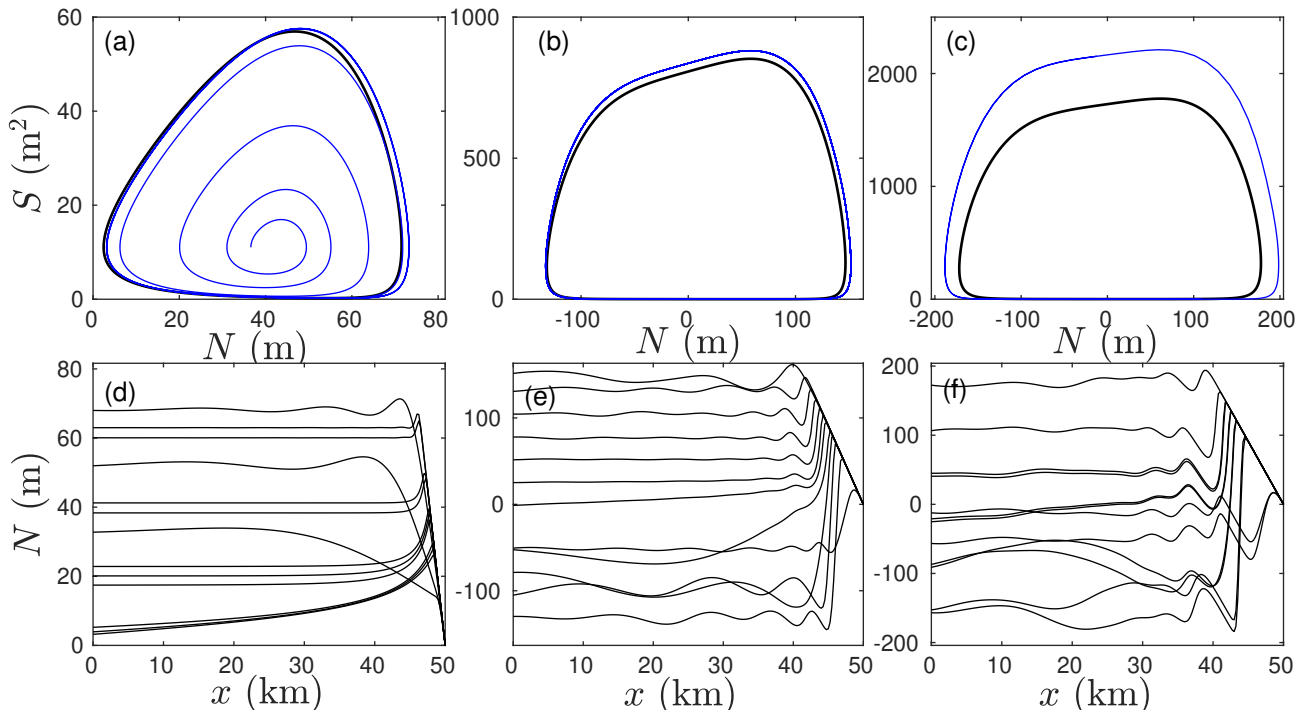 60 (a) 1000 (b) (c)
S (m²) 40 20 0
500 0
2000 1000 0
0 20 40 60 80 -100 0 100 -200 -100 0 100 200
N (m) N (m) N (m)
80 (d) (e) 200 (f)
N (m) 60 40 20 0
100 0 -100
100 0 -100 -200
0 10 20 30 40 50 0 10 20 30 40 50 0 10 20 30 40 50
x (km) x (km) x (km)